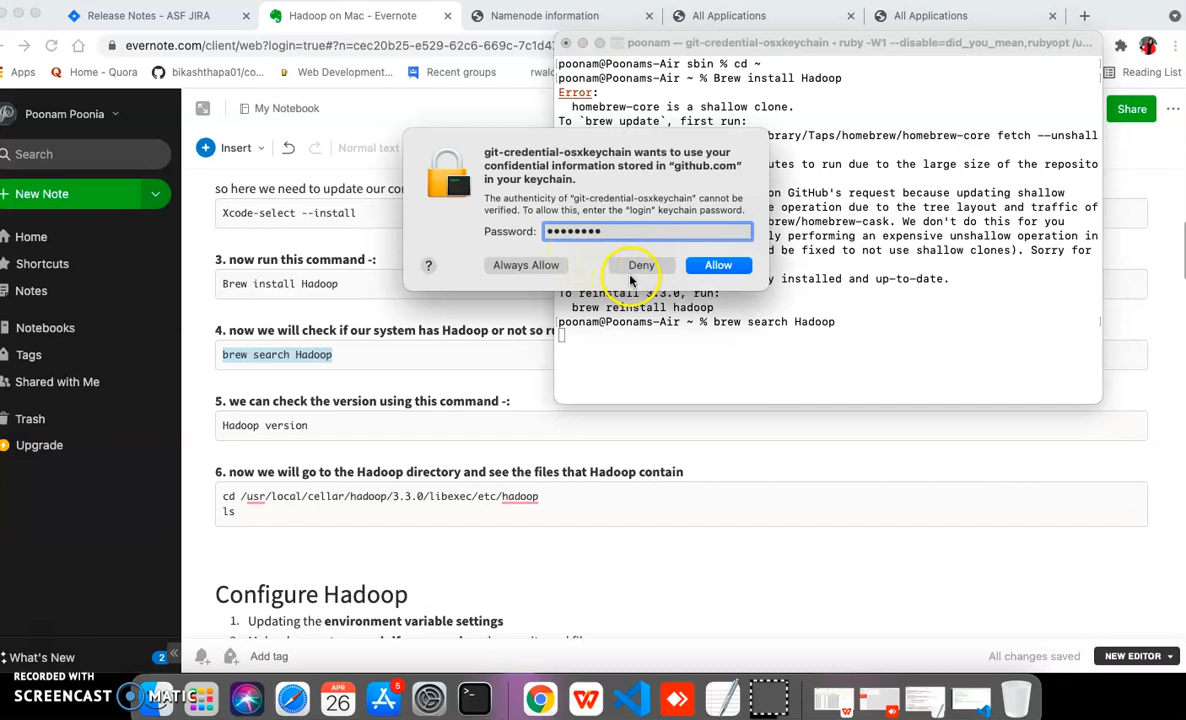 Release Notes - ASF JIRA
Hadoop on Mac - Evernote
Namenode information
All Applications
All Applications
evernote.com/client/web?login=true#?n=cec20b25-e529-62c6-669c-7c1d47
Apps
Home - Quora
bikashthapa01/co...
Web Development...
Recent groups
rwalc
Reading List
poonam — git-credential-osxkeychain ◂ ruby -W1 --disable=did_you_mean,rubyopt /u...
poonam@Poonams-Air sbin % cd ~
poonam@Poonams-Air ~ % Brew install Hadoop
Error:
homebrew-core is a shallow clone.
To `brew update`, first run:
ibrary/Taps/homebrew/homebrew-core fetch --unshall
utes to run due to the large size of the reposito
on GitHub's request because updating shallow
e operation due to the tree layout and traffic of
brew/homebrew-cask. We don't do this for you
ly performing an expensive unshallow operation in
d be fixed to not use shallow clones). Sorry for
y installed and up-to-date.
To reinstall 3.3.0, run:
brew reinstall hadoop
poonam@Poonams-Air ~ % brew search Hadoop
git-credential-osxkeychain wants to use your
confidential information stored in “github.com”
in your keychain.
The authenticity of “git-credential-osxkeychain” cannot be
verified. To allow this, enter the “login” keychain password.
Password: ••••••••
?
Always Allow
Deny
Allow
Poonam Poonia
Search
New Note
Home
Shortcuts
Notes
Notebooks
Tags
Shared with Me
Trash
Upgrade
What's New
2
My Notebook
Share
Insert
Normal text
so here we need to update our co
Xcode-select --install
3. now run this command -:
Brew install Hadoop
4. now we will check if our system has Hadoop or not so ru
brew search Hadoop
5. we can check the version using this command -:
Hadoop version
6. now we will go to the Hadoop directory and see the files that Hadoop contain
cd /usr/local/cellar/hadoop/3.3.0/libexec/etc/hadoop
ls
Configure Hadoop
1. Updating the environment variable settings
Add tag
All changes saved
NEW EDITOR
RECORDED WITH
SCREENCAST MATIC
APR
26
5